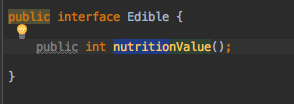 public interface Edible {
public int nutritionValue();
}